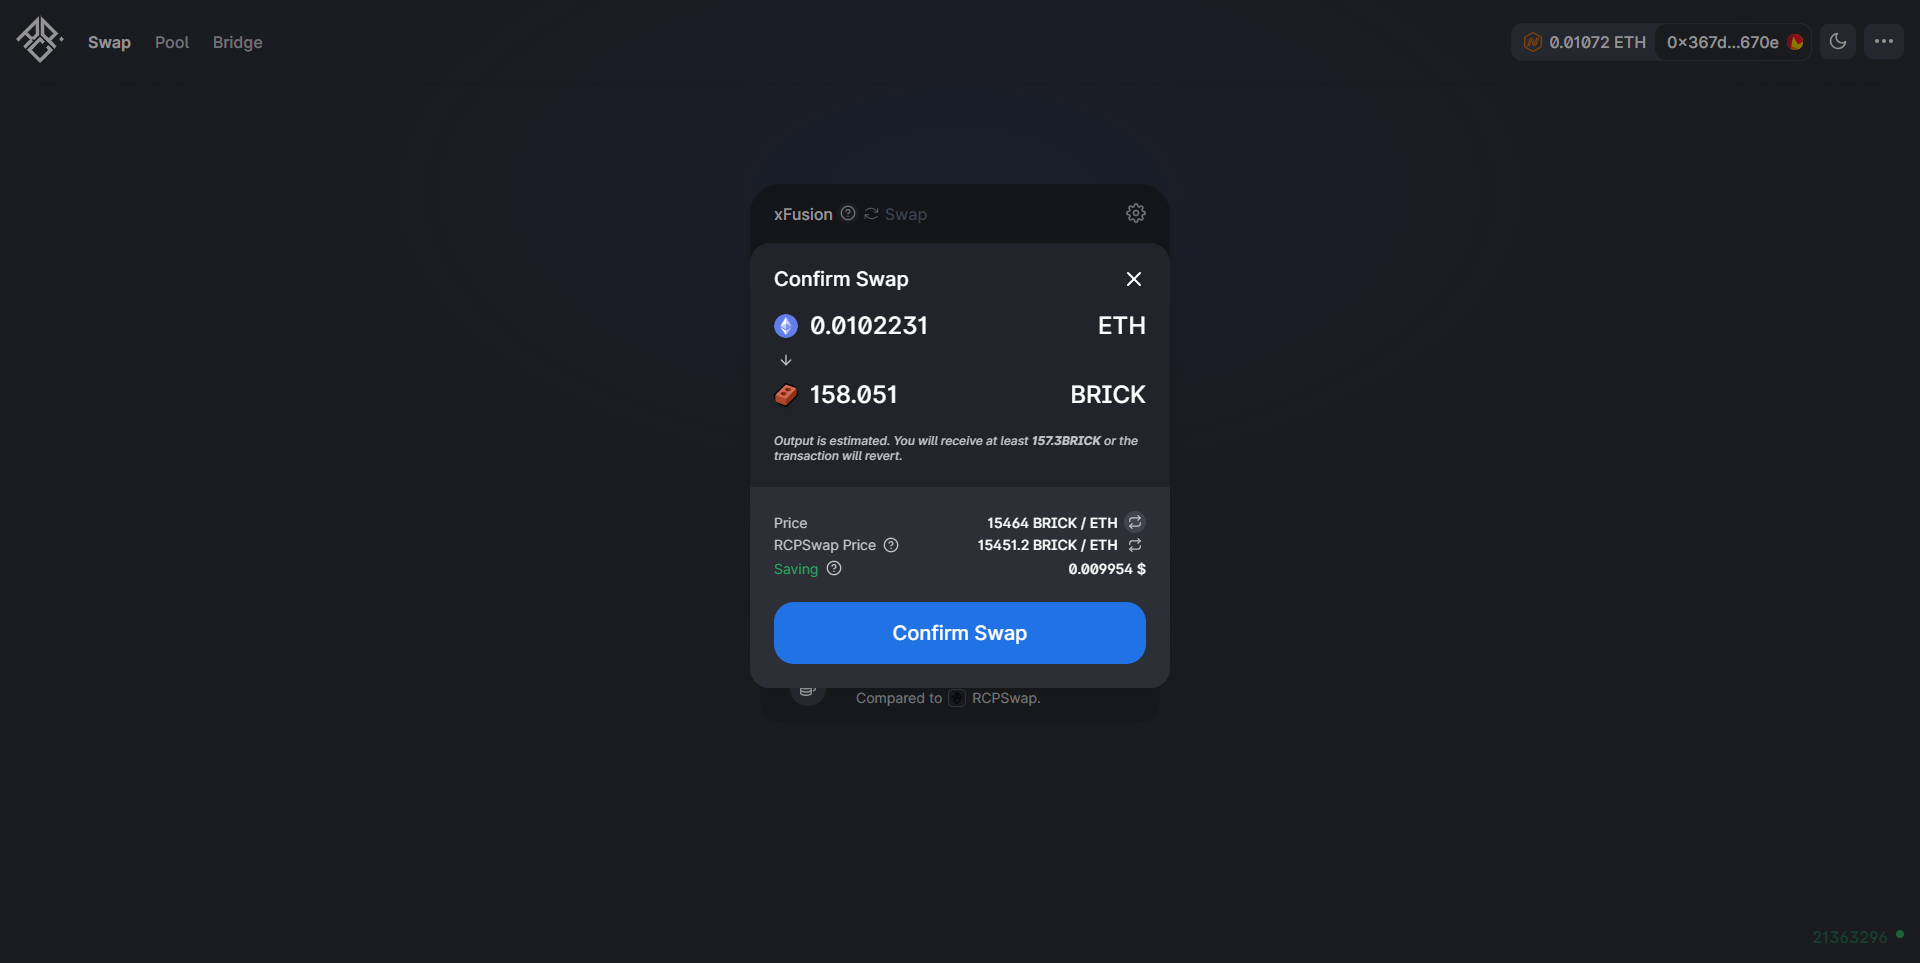 Swap Pool Bridge 0.01072 ETH 0x367d...670e
xFusion Swap
Confirm Swap
0.0102231 ETH
158.051 BRICK
Output is estimated. You will receive at least 157.3BRICK or the
transaction will revert.
Price 15464 BRICK / ETH
RCPSwap Price 15451.2 BRICK / ETH
Saving 0.009954 $
Confirm Swap
Compared to RCPSwap.
21363296